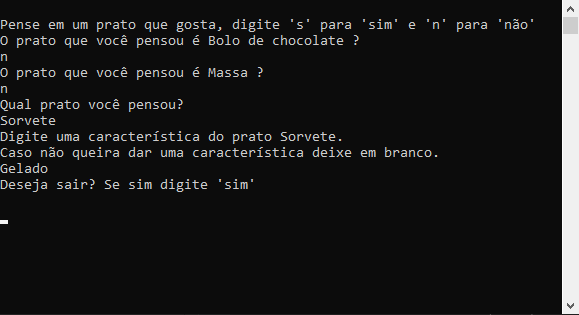 Pense em um prato que gosta, digite 's' para 'sim' e 'n' para 'não'
O prato que você pensou é Bolo de chocolate ?
n
O prato que você pensou é Massa ?
n
Qual prato você pensou?
Sorvete
Digite uma característica do prato Sorvete.
Caso não queira dar uma característica deixe em branco.
Gelado
Deseja sair? Se sim digite 'sim'